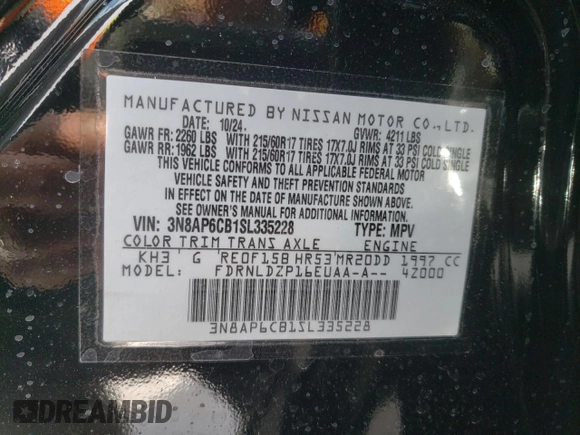 MANUFACTURED BY NISSAN MOTOR CO.,LTD.
DATE: 10/24. GVWR: 4211 LBS
GAWR FR: 2260 LBS WITH 215/60R17 TIRES 17X7.0J RIMS AT 33 PSI COLD SINGLE
GAWR RR: 1962 LBS WITH 215/60R17 TIRES 17X7.0J RIMS AT 33 PSI COLD SINGLE
THIS VEHICLE CONFORMS TO ALL APPLICABLE FEDERAL MOTOR
VEHICLE SAFETY AND THEFT PREVENTION STANDARDS
IN EFFECT ON THE DATE OF MANUFACTURE SHOWN ABOVE.
SEE OWNER'S MANUAL FOR ADDITIONAL INFORMATION.
VIN: 3N8AP6CB1SL335228 TYPE: MPV
COLOR TRIM TRANS AXLE ENGINE
KH3 G RE0F15B HR53 MR20DD 1997 CC
MODEL: FDRNLDZP16EUAA-A-- 4Z000
3N8AP6CB1SL335228
DREAMBID